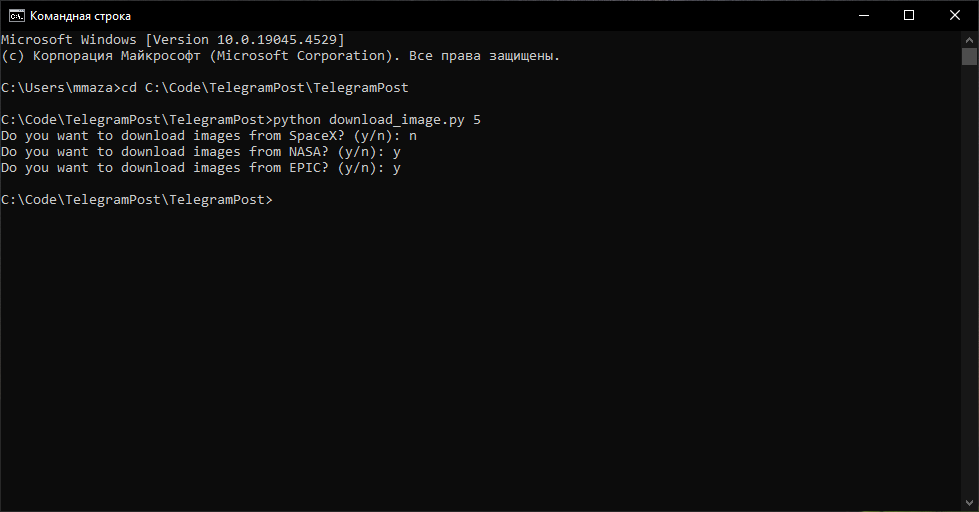 Командная строка
Microsoft Windows [Version 10.0.19045.4529]
(c) Корпорация Майкрософт (Microsoft Corporation). Все права защищены.
C:\Users\mmaza>cd C:\Code\TelegramPost\TelegramPost
C:\Code\TelegramPost\TelegramPost>python download_image.py 5
Do you want to download images from SpaceX? (y/n): n
Do you want to download images from NASA? (y/n): y
Do you want to download images from EPIC? (y/n): y
C:\Code\TelegramPost\TelegramPost>